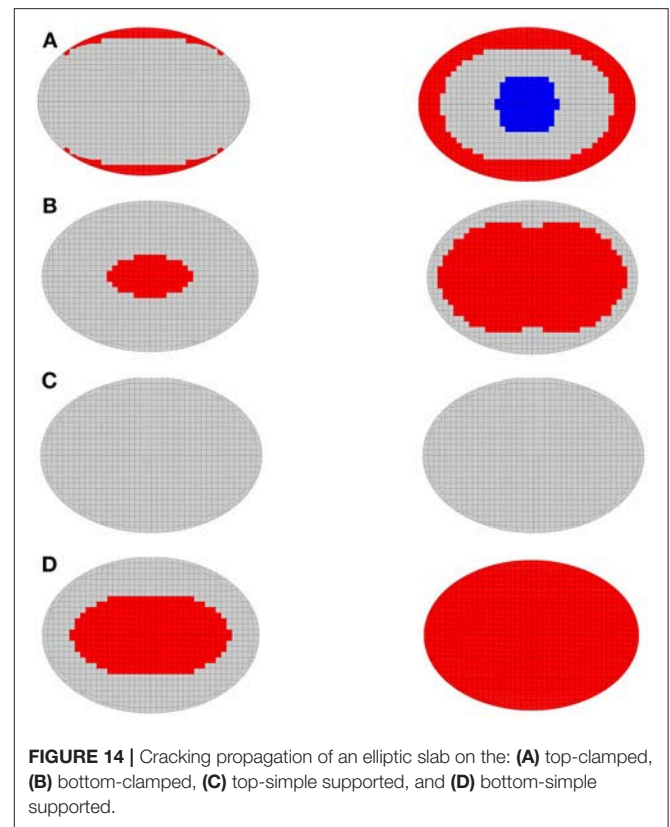 A
B
C
D
FIGURE 14 | Cracking propagation of an elliptic slab on the: (A) top-clamped,
(B) bottom-clamped, (C) top-simple supported, and (D) bottom-simple
supported.